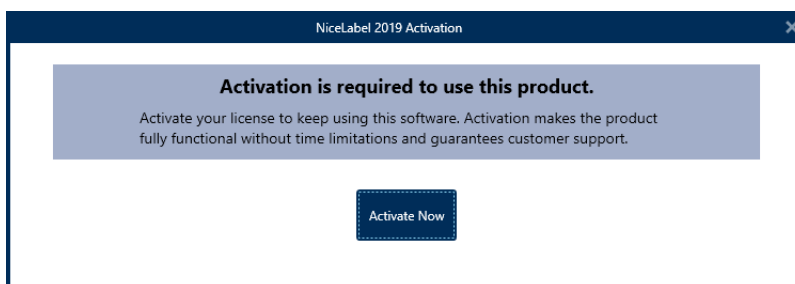 NiceLabel 2019 Activation
Activation is required to use this product.
Activate your license to keep using this software. Activation makes the product
fully functional without time limitations and guarantees customer support.
Activate Now